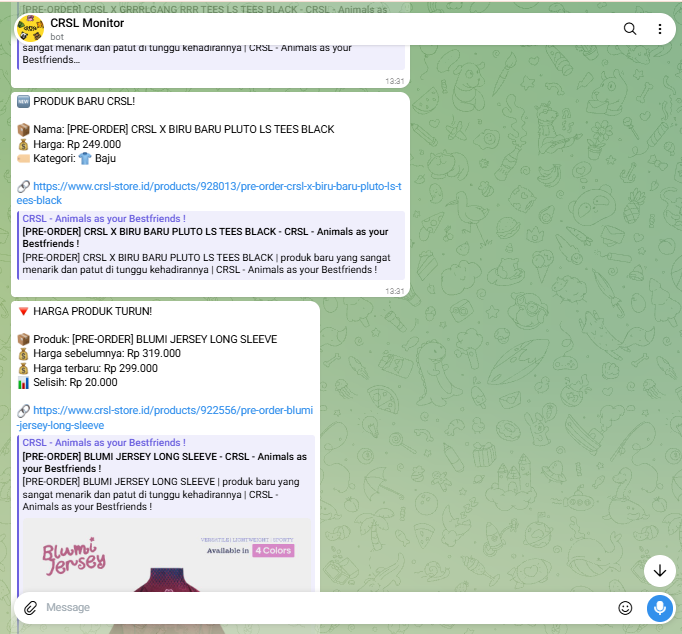 [PRE-ORDER] CRSL X GRRRLGANG RRR TEES LS TEES BLACK - CRSL - Animals as
CRSL Monitor
bot
sangat menarik dan patut di tunggu kehadirannya | CRSL - Animals as your
Bestfriends...
13:31
NEW PRODUK BARU CRSL!
Nama: [PRE-ORDER] CRSL X BIRU BARU PLUTO LS TEES BLACK
Harga: Rp 249.000
Kategori: Baju
https://www.crsl-store.id/products/928013/pre-order-crsl-x-biru-baru-pluto-ls-t
ees-black
CRSL - Animals as your Bestfriends !
[PRE-ORDER] CRSL X BIRU BARU PLUTO LS TEES BLACK - CRSL - Animals as your
Bestfriends !
[PRE-ORDER] CRSL X BIRU BARU PLUTO LS TEES BLACK | produk baru yang sangat
menarik dan patut di tunggu kehadirannya | CRSL - Animals as your Bestfriends !
13:31
HARGA PRODUK TURUN!
Produk: [PRE-ORDER] BLUMI JERSEY LONG SLEEVE
Harga sebelumnya: Rp 319.000
Harga terbaru: Rp 299.000
Selisih: Rp 20.000
https://www.crsl-store.id/products/922556/pre-order-blumi
-jersey-long-sleeve
CRSL - Animals as your Bestfriends !
[PRE-ORDER] BLUMI JERSEY LONG SLEEVE - CRSL - Animals as
your Bestfriends !
[PRE-ORDER] BLUMI JERSEY LONG SLEEVE | produk baru yang
sangat menarik dan patut di tunggu kehadirannya | CRSL -
Animals as your Bestfriends !
VERSATILE | LIGHTWEIGHT | SPORTY
Blumi
Jersey
Available in 4 Colors
Message